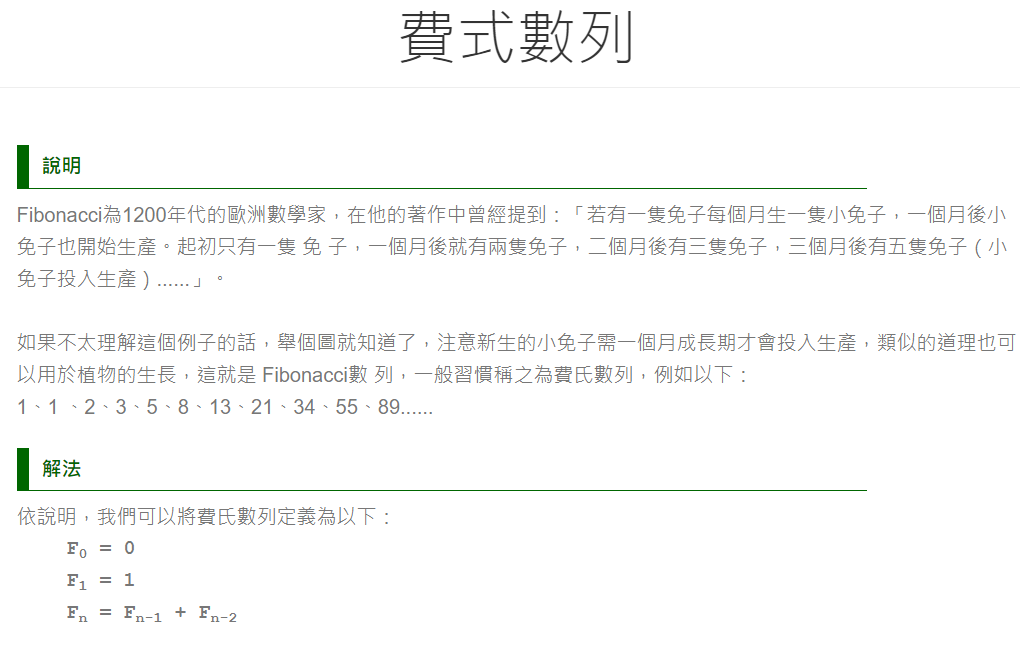 費式數列
說明
Fibonacci為1200年代的歐洲數學家，在他的著作中曾經提到：「若有一隻免子每個月生一隻小免子，一個月後小
免子也開始生產。起初只有一隻 免 子，一個月後就有兩隻免子，二個月後有三隻免子，三個月後有五隻免子（小
免子投入生產）......」。
如果不太理解這個例子的話，舉個圖就知道了，注意新生的小免子需一個月成長期才會投入生產，類似的道理也可
以用於植物的生長，這就是 Fibonacci數 列，一般習慣稱之為費氏數列，例如以下：
1、1 、2、3、5、8、13、21、34、55、89......
解法
依說明，我們可以將費氏數列定義為以下：
F₀ = 0
F₁ = 1
Fₙ = Fₙ₋₁ + Fₙ₋₂